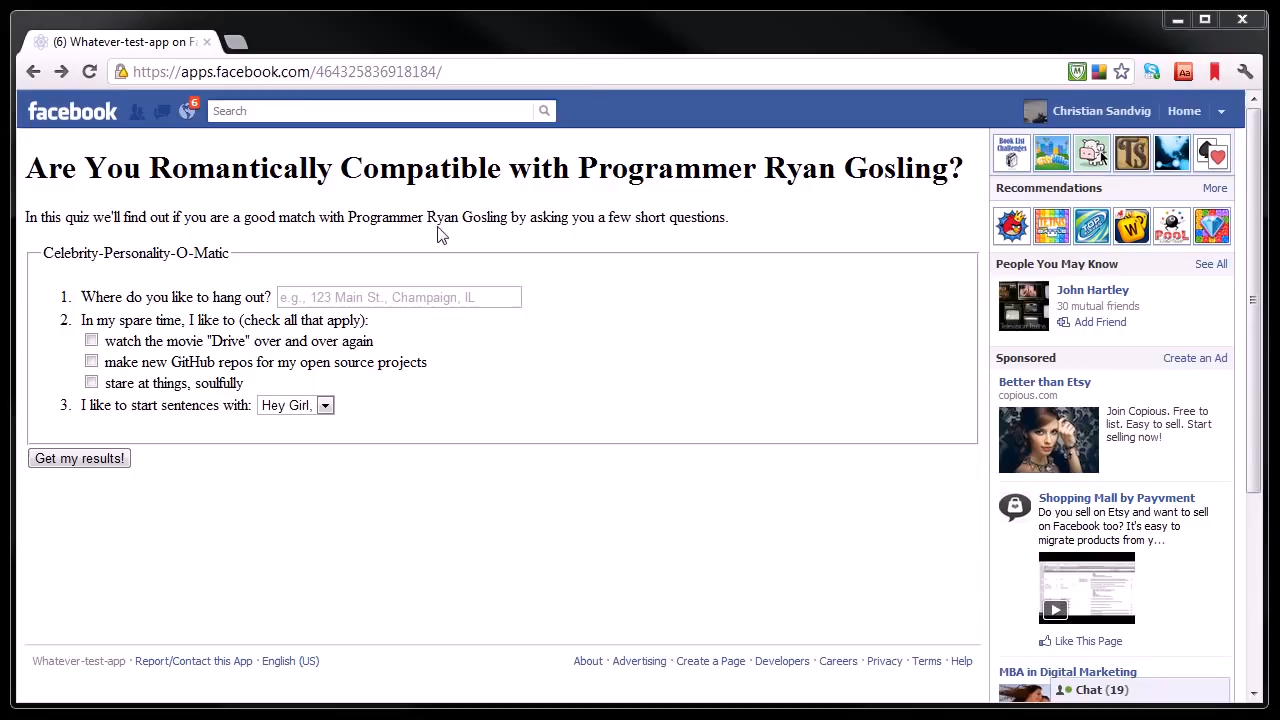 (6) Whatever-test-app on Fa
https://apps.facebook.com/464325836918184/
facebook
6
Search
Christian Sandvig
Home
Are You Romantically Compatible with Programmer Ryan Gosling?
In this quiz we'll find out if you are a good match with Programmer Ryan Gosling by asking you a few short questions.
Celebrity-Personality-O-Matic
1. Where do you like to hang out? e.g., 123 Main St., Champaign, IL
2. In my spare time, I like to (check all that apply):
watch the movie "Drive" over and over again
make new GitHub repos for my open source projects
stare at things, soulfully
3. I like to start sentences with: Hey Girl,
Get my results!
Whatever-test-app · Report/Contact this App · English (US)
About · Advertising · Create a Page · Developers · Careers · Privacy · Terms · Help
Book List
Challenges
Ts
Recommendations More
TETRIS
TOP
W
POOL
People You May Know See All
John Hartley
30 mutual friends
Add Friend
Sponsored Create an Ad
Better than Etsy
copious.com
Join Copious. Free to
list. Easy to sell. Start
selling now!
Shopping Mall by Payvment
Do you sell on Etsy and want to sell
on Facebook too? It's easy to
migrate products from y...
Like This Page
MBA in Digital Marketing
Chat (19)